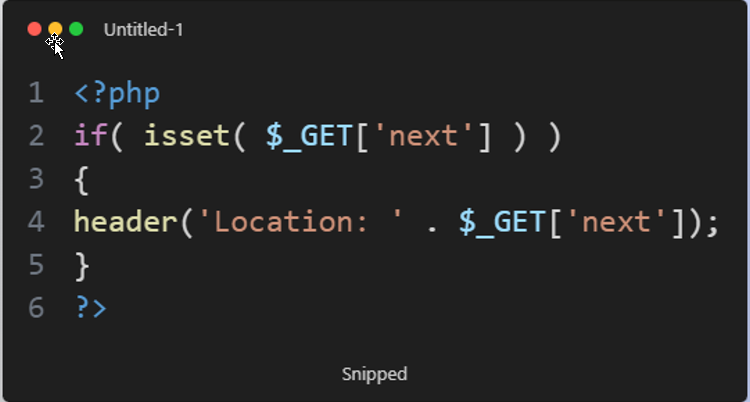 Untitled-1
1 <?php
2 if( isset( $_GET['next'] ) )
3 {
4 header('Location: ' . $_GET['next']);
5 }
6 ?>
Snipped